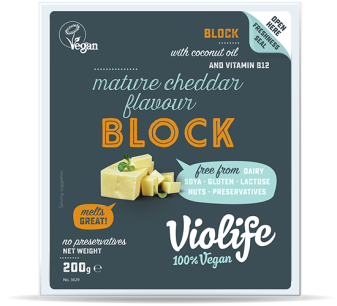 Vegan
BLOCK
with coconut oil
AND VITAMIN B12
OPEN
HERE
FRESHNESS
SEAL
mature cheddar
flavour
BLOCK
free from DAIRY
SOYA - GLUTEN - LACTOSE
NUTS - PRESERVATIVES
Serving suggestion
melts
GREAT!
no preservatives
NET WEIGHT
200g e
No. 5029
Violife
100% Vegan